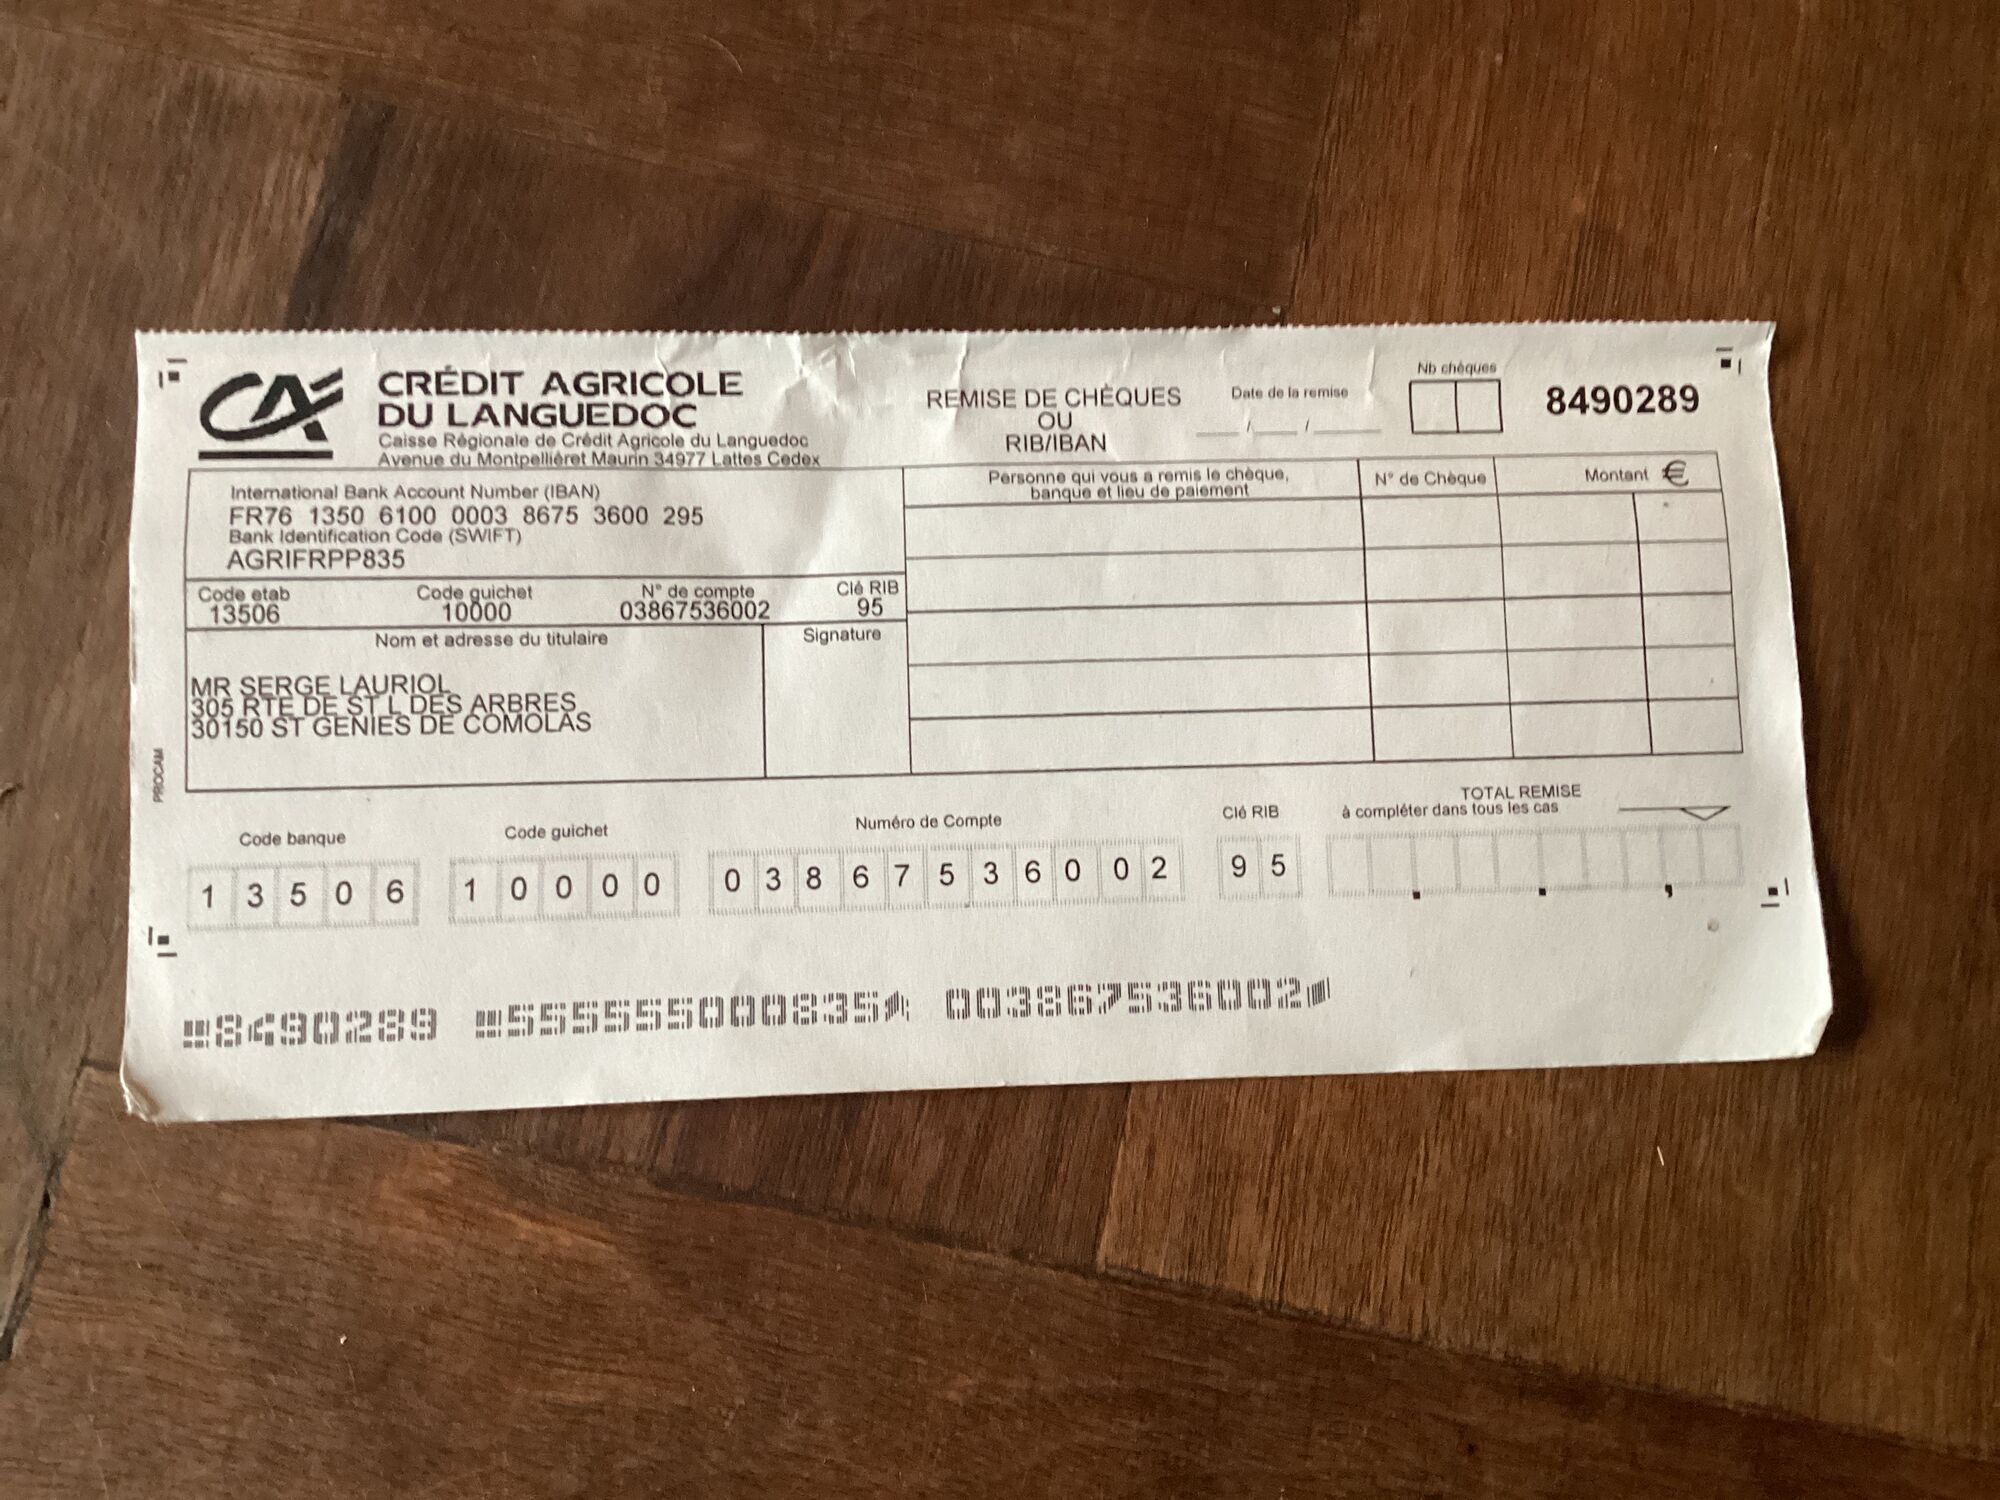 CA
CRÉDIT AGRICOLE
DU LANGUEDOC
Caisse Régionale de Crédit Agricole du Languedoc
Avenue du Montpelliéret Maurin 34977 Lattes Cedex
REMISE DE CHÈQUES
OU
RIB/IBAN
Date de la remise
__/__/____
Nb chèques
8490289
International Bank Account Number (IBAN)
FR76 1350 6100 0003 8675 3600 295
Bank Identification Code (SWIFT)
AGRIFRPP835
Code etab Code guichet N° de compte Clé RIB
13506 10000 03867536002 95
Nom et adresse du titulaire
Signature
MR SERGE LAURIOL
305 RTE DE ST L DES ARBRES
30150 ST GENIES DE COMOLAS
Personne qui vous a remis le chèque,
banque et lieu de paiement
N° de Chèque
Montant €
PROCAM
TOTAL REMISE
à compléter dans tous les cas
Code banque Code guichet Numéro de Compte Clé RIB
1 3 5 0 6 1 0 0 0 0 0 3 8 6 7 5 3 6 0 0 2 9 5
8490289 555555000835 003867536002